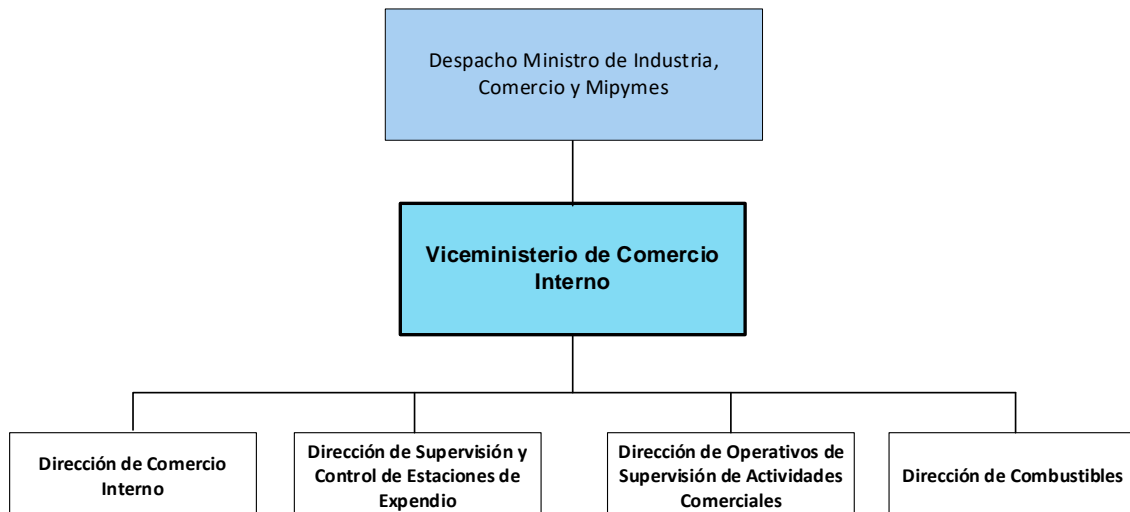 Despacho Ministro de Industria,
Comercio y Mipymes
Viceministerio de Comercio
Interno
Dirección de Comercio
Interno
Dirección de Supervisión y
Control de Estaciones de
Expendio
Dirección de Operativos de
Supervisión de Actividades
Comerciales
Dirección de Combustibles